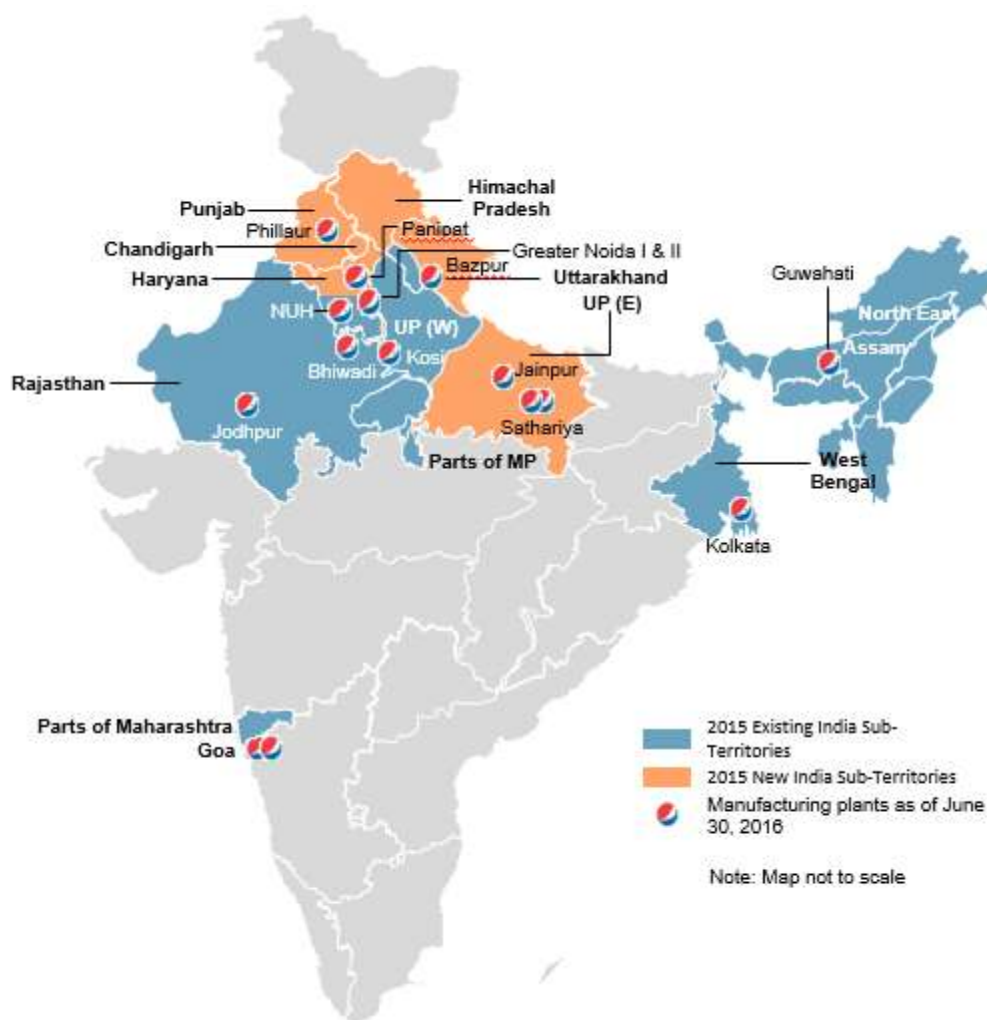 Himachal
Pradesh
Punjab
Phillaur
Panipat
Chandigarh
Greater Noida I & II
Haryana
Bazpur
Uttarakhand
Guwahati
NUH
UP (E)
North East
UP (W)
Assam
Kosi
Bhiwadi
Jainpur
Rajasthan
Jodhpur
Sathariya
Parts of MP
West
Bengal
Kolkata
Parts of Maharashtra
Goa
2015 Existing India Sub-
Territories
2015 New India Sub-Territories
Manufacturing plants as of June
30, 2016
Note: Map not to scale